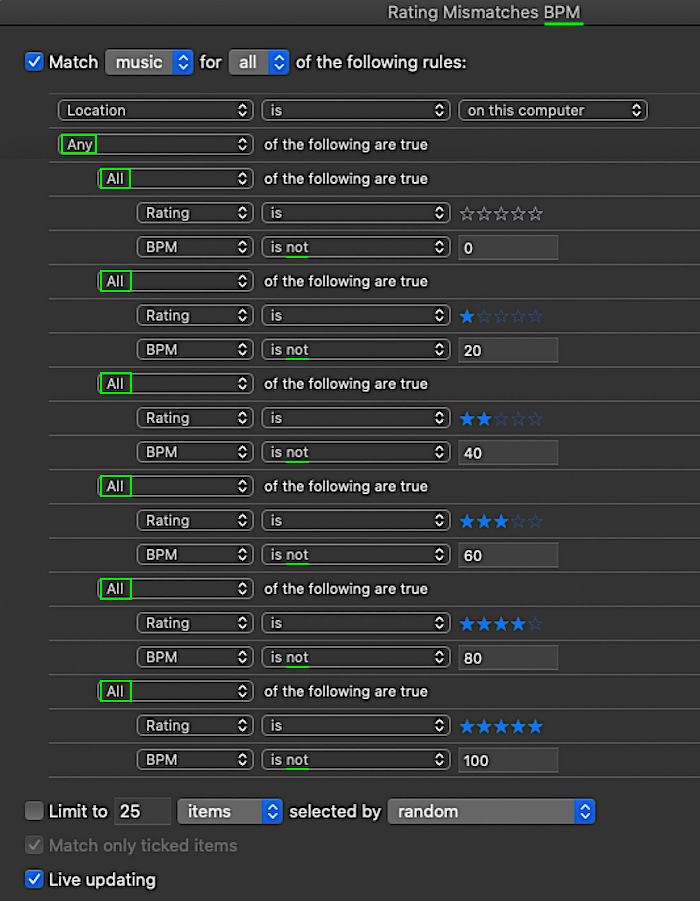 Rating Mismatches BPM
Match music for all of the following rules:
Location is on this computer
Any of the following are true
All of the following are true
Rating is ☆☆☆☆☆
BPM is not 0
All of the following are true
Rating is ★☆☆☆☆
BPM is not 20
All of the following are true
Rating is ★★☆☆☆
BPM is not 40
All of the following are true
Rating is ★★★☆☆
BPM is not 60
All of the following are true
Rating is ★★★★☆
BPM is not 80
All of the following are true
Rating is ★★★★★
BPM is not 100
Limit to 25 items selected by random
Match only ticked items
Live updating